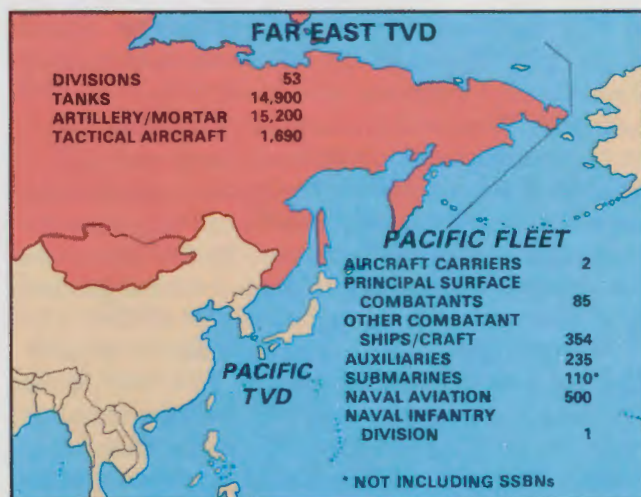 FAR EAST TVD
DIVISIONS 53
TANKS 14,900
ARTILLERY/MORTAR 15,200
TACTICAL AIRCRAFT 1,690
PACIFIC FLEET
AIRCRAFT CARRIERS 2
PRINCIPAL SURFACE
COMBATANTS 85
OTHER COMBATANT
SHIPS/CRAFT 354
AUXILIARIES 235
SUBMARINES 110*
NAVAL AVIATION 500
NAVAL INFANTRY
DIVISION 1
* NOT INCLUDING SSBNs
PACIFIC
TVD